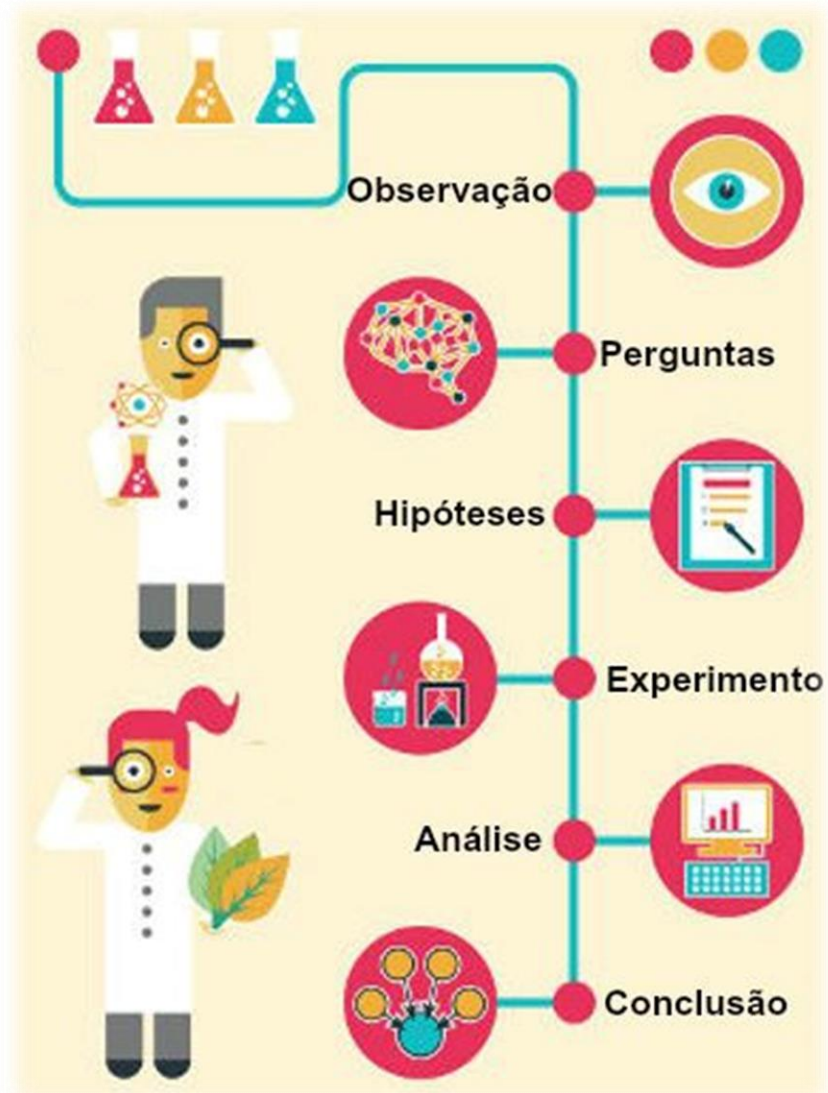 Observação
Perguntas
Hipóteses
Experimento
Análise
Conclusão